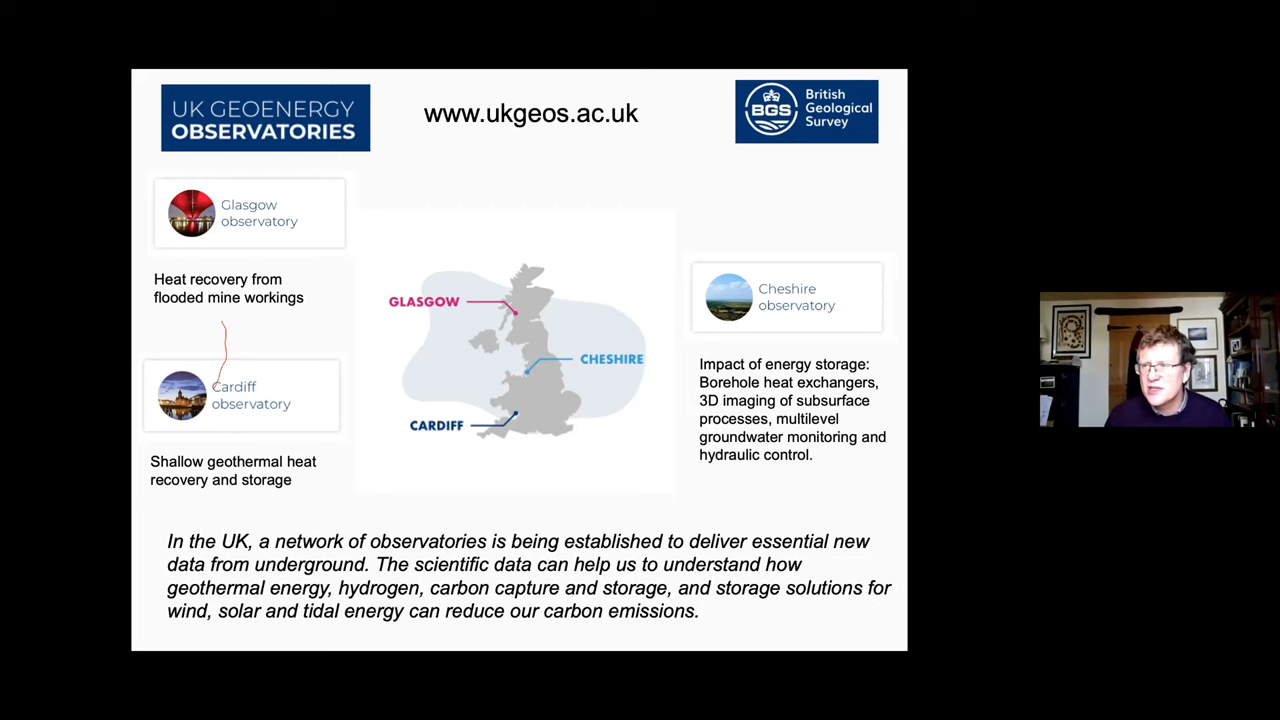 UK GEOENERGY
OBSERVATORIES
www.ukgeos.ac.uk
BGS
British
Geological
Survey
Glasgow
observatory
Heat recovery from
flooded mine workings
Cardiff
observatory
Shallow geothermal heat
recovery and storage
GLASGOW
CHESHIRE
CARDIFF
Cheshire
observatory
Impact of energy storage:
Borehole heat exchangers,
3D imaging of subsurface
processes, multilevel
groundwater monitoring and
hydraulic control.
In the UK, a network of observatories is being established to deliver essential new
data from underground. The scientific data can help us to understand how
geothermal energy, hydrogen, carbon capture and storage, and storage solutions for
wind, solar and tidal energy can reduce our carbon emissions.